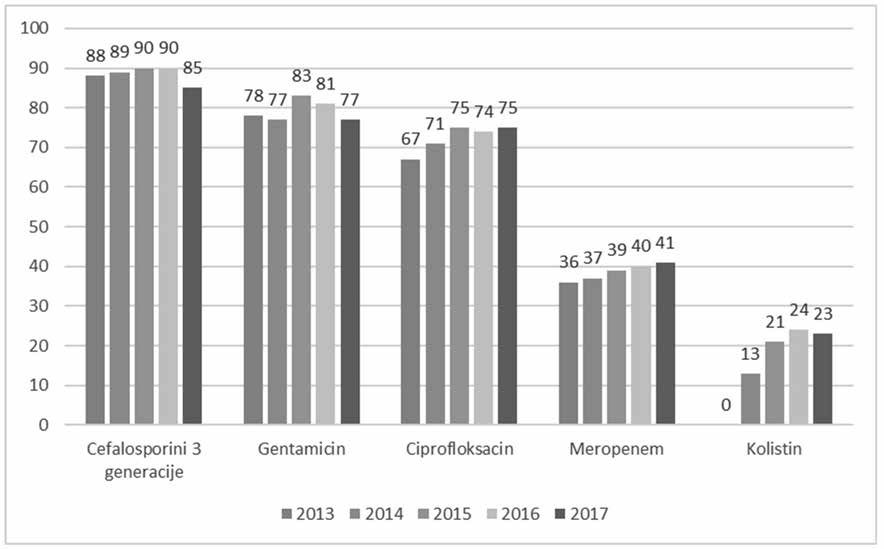 100
90
80
70
60
50
40
30
20
10
0
88 89 90 90 85
78 77 83 81 77
67 71 75 74 75
36 37 39 40 41
0 13 21 24 23
Cefalosporini 3
generacije
Gentamicin
Ciprofloksacin
Meropenem
Kolistin
2013 2014 2015 2016 2017